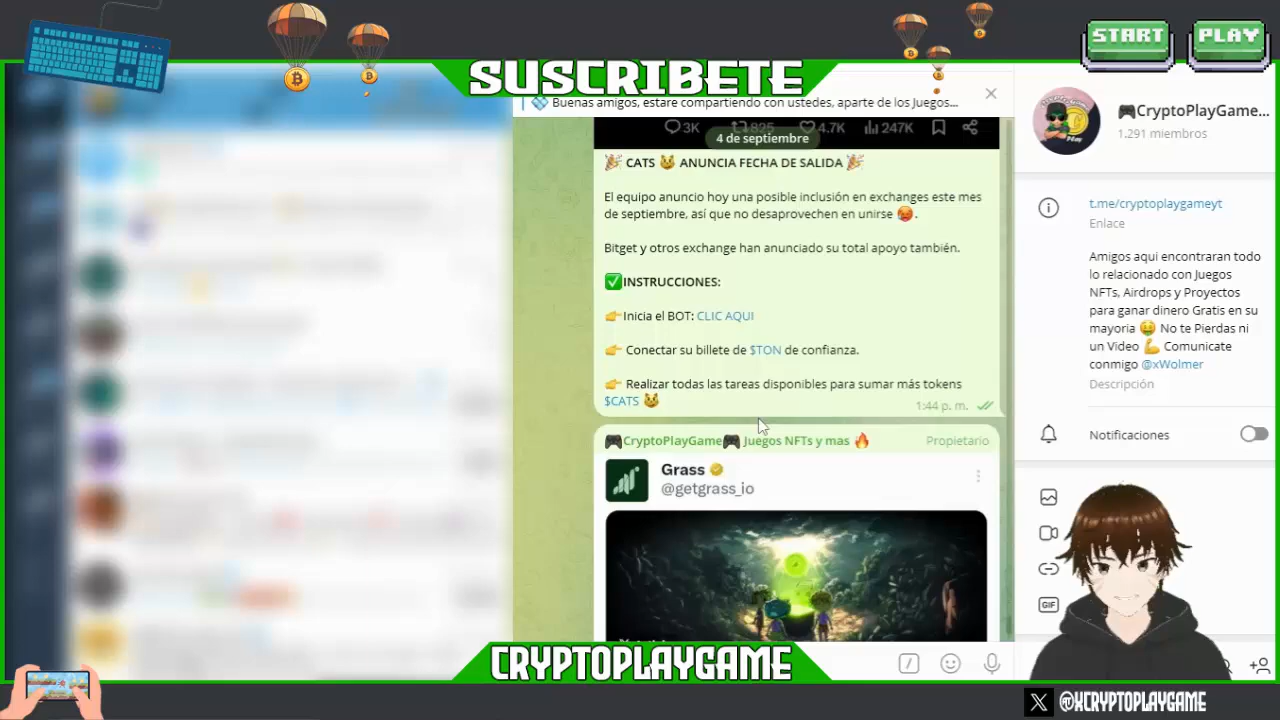 START
PLAY
SUSCRIBETE
Buenas amigos, estare compartiendo con ustedes, aparte de los Juegos...
🎮CryptoPlayGame...
1.291 miembros
3K 825 4.7K 247K
4 de septiembre
🎉 CATS 😼 ANUNCIA FECHA DE SALIDA 🎉
El equipo anuncio hoy una posible inclusión en exchanges este mes
de septiembre, así que no desaprovechen en unirse 🥵.
Bitget y otros exchange han anunciado su total apoyo también.
✅INSTRUCCIONES:
👉Inicia el BOT: CLIC AQUI
👉 Conectar su billete de $TON de confianza.
👉 Realizar todas las tareas disponibles para sumar más tokens
$CATS 😼
1:44 p. m.
🎮CryptoPlayGame🎮 Juegos NFTs y mas 🔥
Propietario
Grass
@getgrass_io
t.me/cryptoplaygameyt
Enlace
Amigos aqui encontraran todo
lo relacionado con Juegos
NFTs, Airdrops y Proyectos
para ganar dinero Gratis en su
mayoria 🤑 No te Pierdas ni
un Video 💪 Comunicate
conmigo @xWolmer
Descripción
Notificaciones
GIF
CRYPTOPLAYGAME
@XCRYPTOPLAYGAME